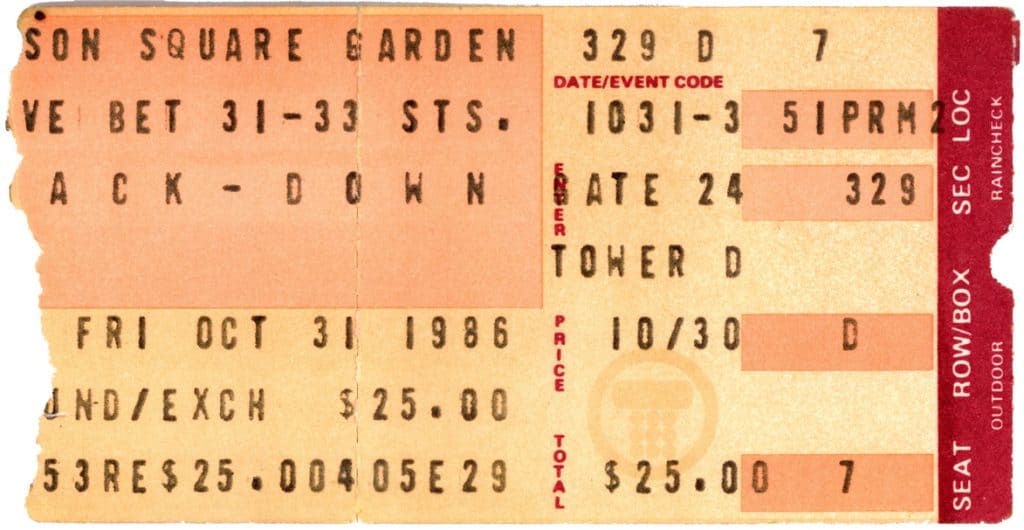 SON SQUARE GARDEN 329 D 7
DATE/EVENT CODE
VE BET 31-33 STS. 1031-3 51PRM2
ACK-DOWN GATE 24 329
ENTER
TOWER D
FRI OCT 31 1986 10/30 D
PRICE
UND/EXCH $25.00
53RE$25.00405E29 $25.00 7
TOTAL
SEAT ROW/BOX SEC LOC
OUTDOOR RAINCHECK